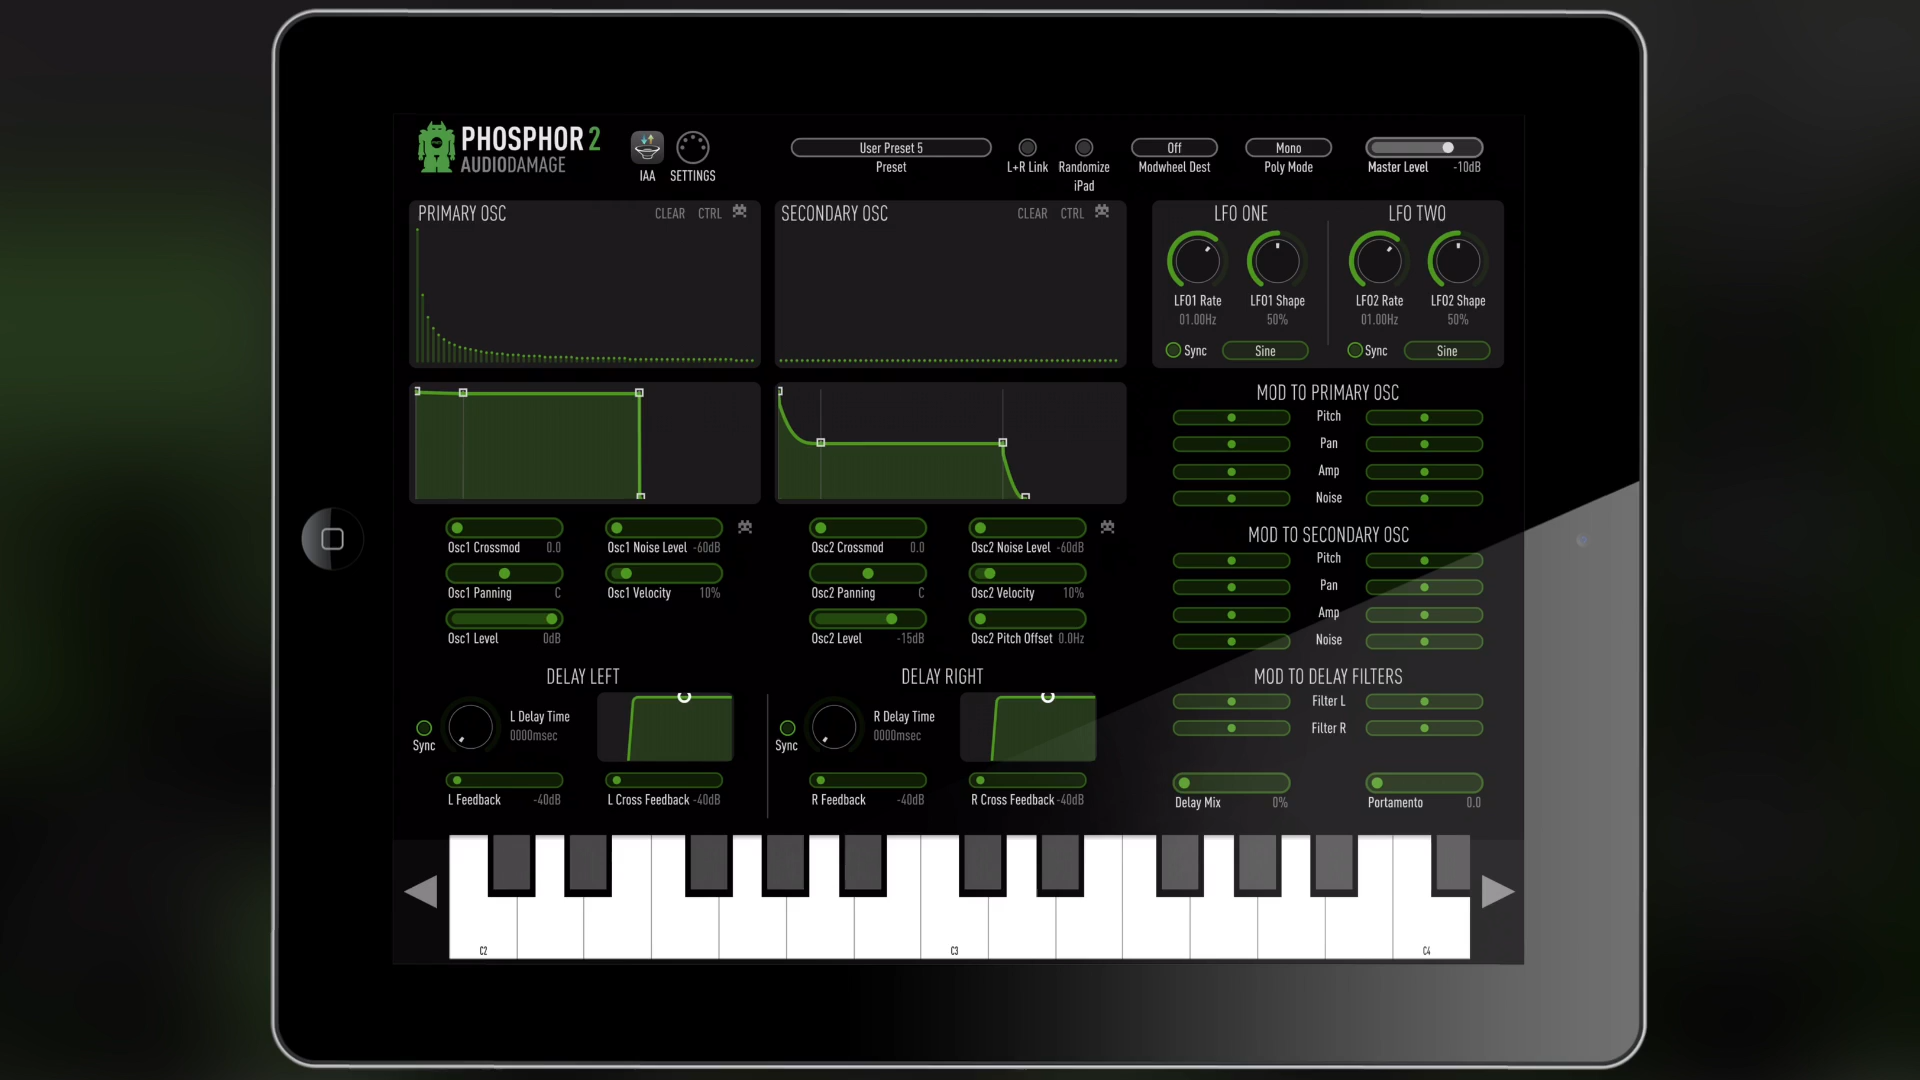 PHOSPHOR 2
AUDIODAMAGE
IAA
SETTINGS
User Preset 5
Preset
L+R Link
Randomize
iPad
Off
Modwheel Dest
Mono
Poly Mode
Master Level -10dB
PRIMARY OSC CLEAR CTRL
SECONDARY OSC CLEAR CTRL
LFO ONE
LFO TWO
LFO1 Rate
01.00Hz
LFO1 Shape
50%
LFO2 Rate
01.00Hz
LFO2 Shape
50%
Sync
Sine
Sync
Sine
MOD TO PRIMARY OSC
Pitch
Pan
Amp
Noise
Osc1 Crossmod 0.0
Osc1 Noise Level -60dB
Osc1 Panning C
Osc1 Velocity 10%
Osc1 Level 0dB
Osc2 Crossmod 0.0
Osc2 Noise Level -60dB
Osc2 Panning C
Osc2 Velocity 10%
Osc2 Level -15dB
Osc2 Pitch Offset 0.0Hz
MOD TO SECONDARY OSC
Pitch
Pan
Amp
Noise
DELAY LEFT
Sync
L Delay Time
0000msec
L Feedback -40dB
L Cross Feedback -40dB
DELAY RIGHT
Sync
R Delay Time
0000msec
R Feedback -40dB
R Cross Feedback -40dB
MOD TO DELAY FILTERS
Filter L
Filter R
Delay Mix 0%
Portamento 0.0
C2
C3
C4